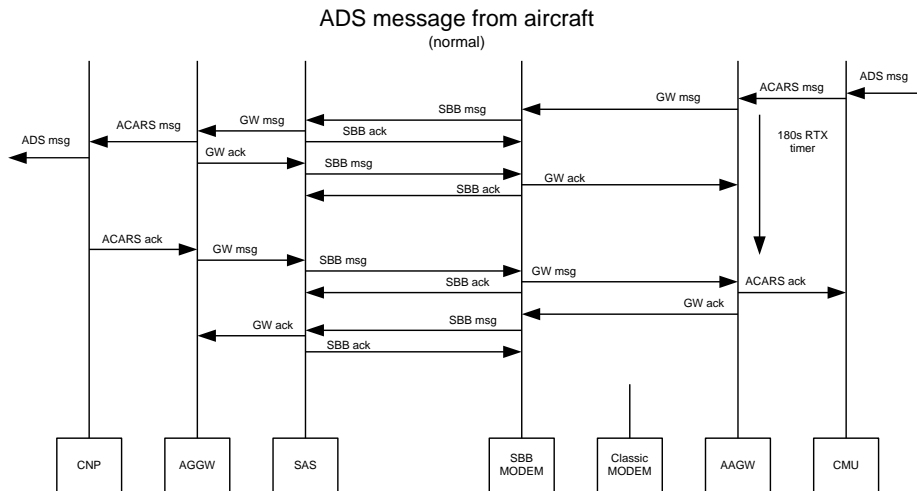 ADS message from aircraft
(normal)
ADS msg
ACARS msg
GW msg
SBB msg
GW msg
SBB ack
ACARS msg
ADS msg
180s RTX
timer
GW ack
SBB msg
GW ack
SBB ack
ACARS ack
GW msg
SBB msg
GW msg
ACARS ack
SBB ack
GW ack
SBB msg
GW ack
SBB ack
CNP
AGGW
SAS
SBB
MODEM
Classic
MODEM
AAGW
CMU